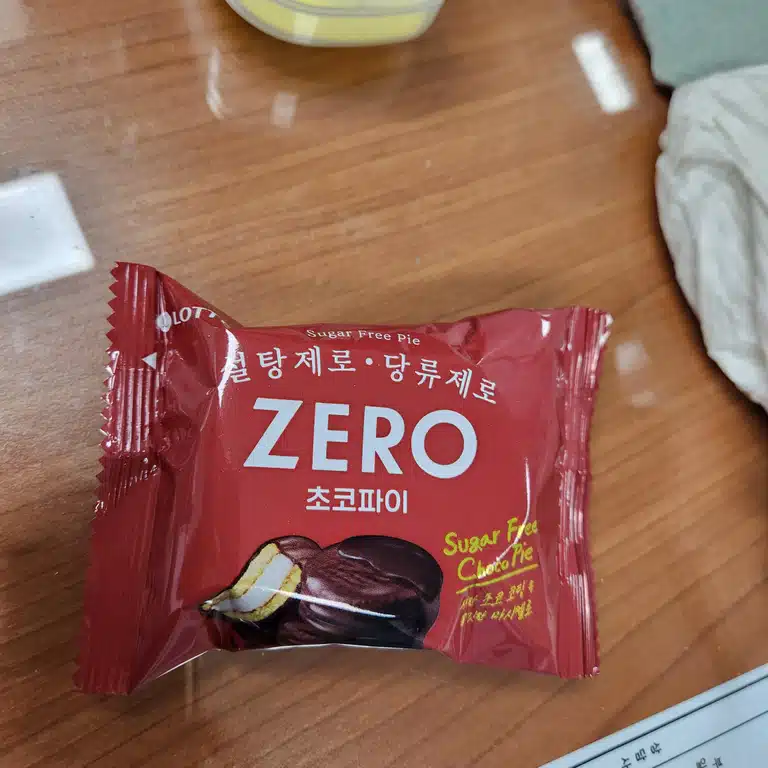 LOTT
Sugar Free Pie
설탕제로·당류제로
ZERO
초코파이
Sugar Free
Choco Pie